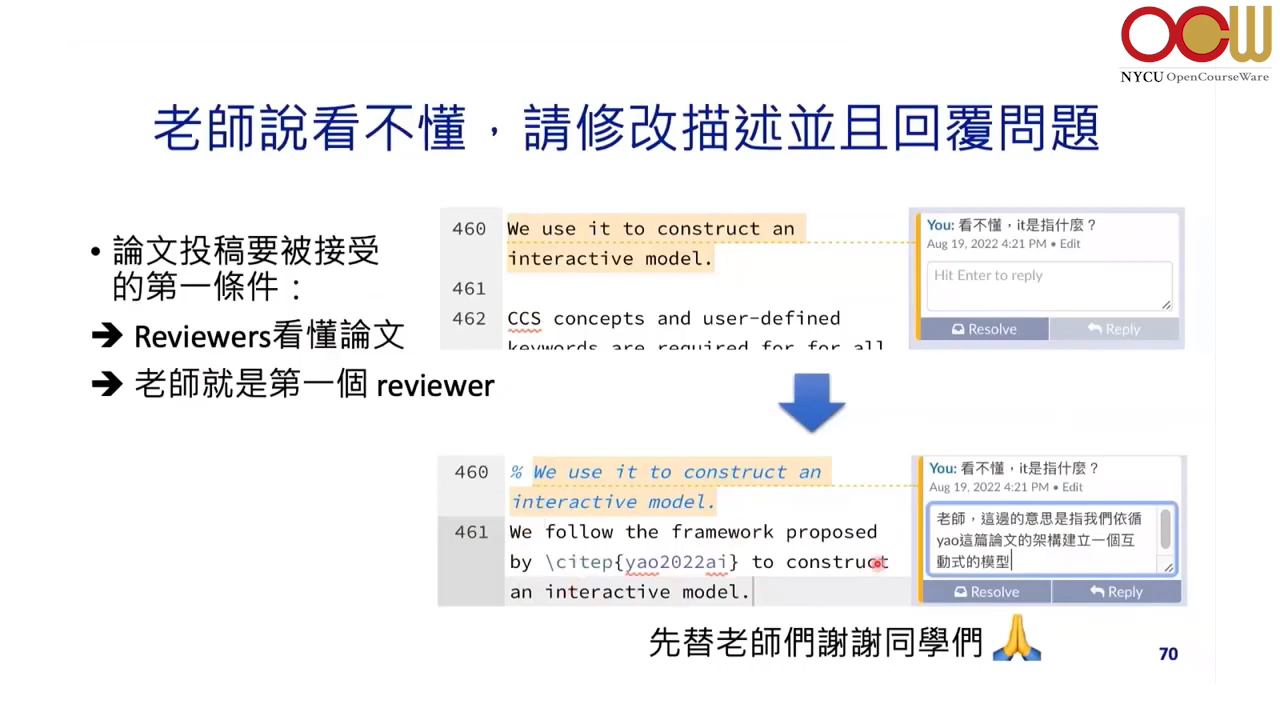 OCW
NYCU OpenCourseWare
老師說看不懂，請修改描述並且回覆問題
• 論文投稿要被接受
的第一條件：
➔ Reviewers看懂論文
➔ 老師就是第一個 reviewer
460 We use it to construct an
interactive model.
461
462 CCS concepts and user-defined
keywords are required for for all
You: 看不懂，it是指什麼？
Aug 19, 2022 4:21 PM • Edit
Hit Enter to reply
Resolve Reply
460 % We use it to construct an
interactive model.
461 We follow the framework proposed
by \citep{yao2022ai} to construct
an interactive model.
You: 看不懂，it是指什麼？
Aug 19, 2022 4:21 PM • Edit
老師，這邊的意思是指我們依循
yao這篇論文的架構建立一個互
動式的模型
Resolve Reply
先替老師們謝謝同學們 🙏
70